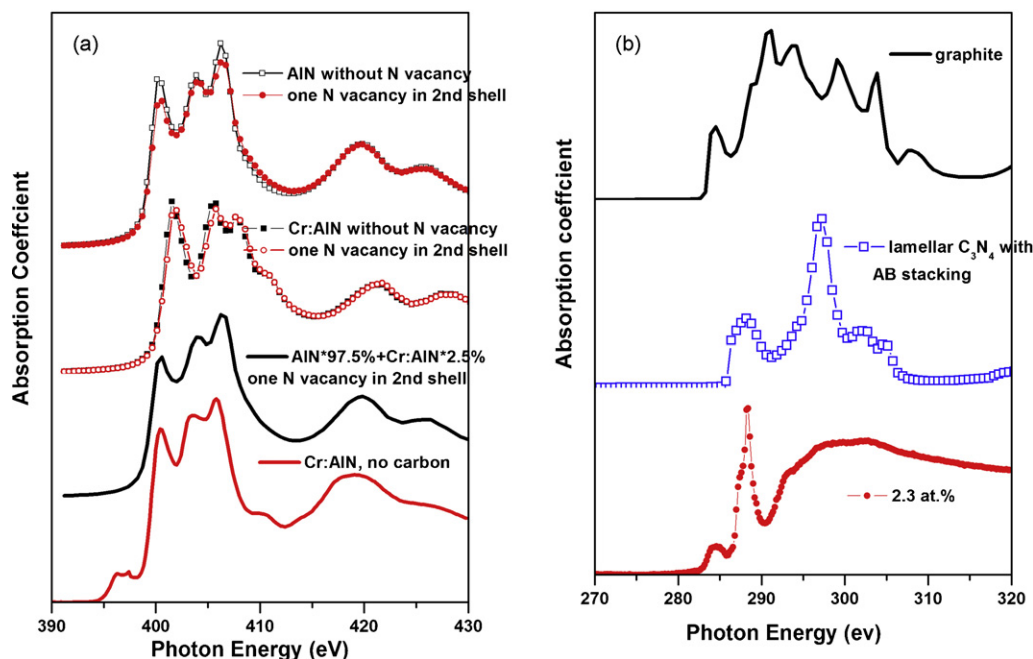 (a)
AlN without N vacancy
one N vacancy in 2nd shell
Cr:AlN without N vacancy
one N vacancy in 2nd shell
AlN*97.5%+Cr:AlN*2.5%
one N vacancy in 2nd shell
Cr:AlN, no carbon
Absorption Coeffcient
390 400 410 420 430
Photon Energy (eV)
(b)
graphite
lamellar C₃N₄ with
AB stacking
2.3 at.%
Absorption coeffcient
270 280 290 300 310 320
Photon Energy (ev)